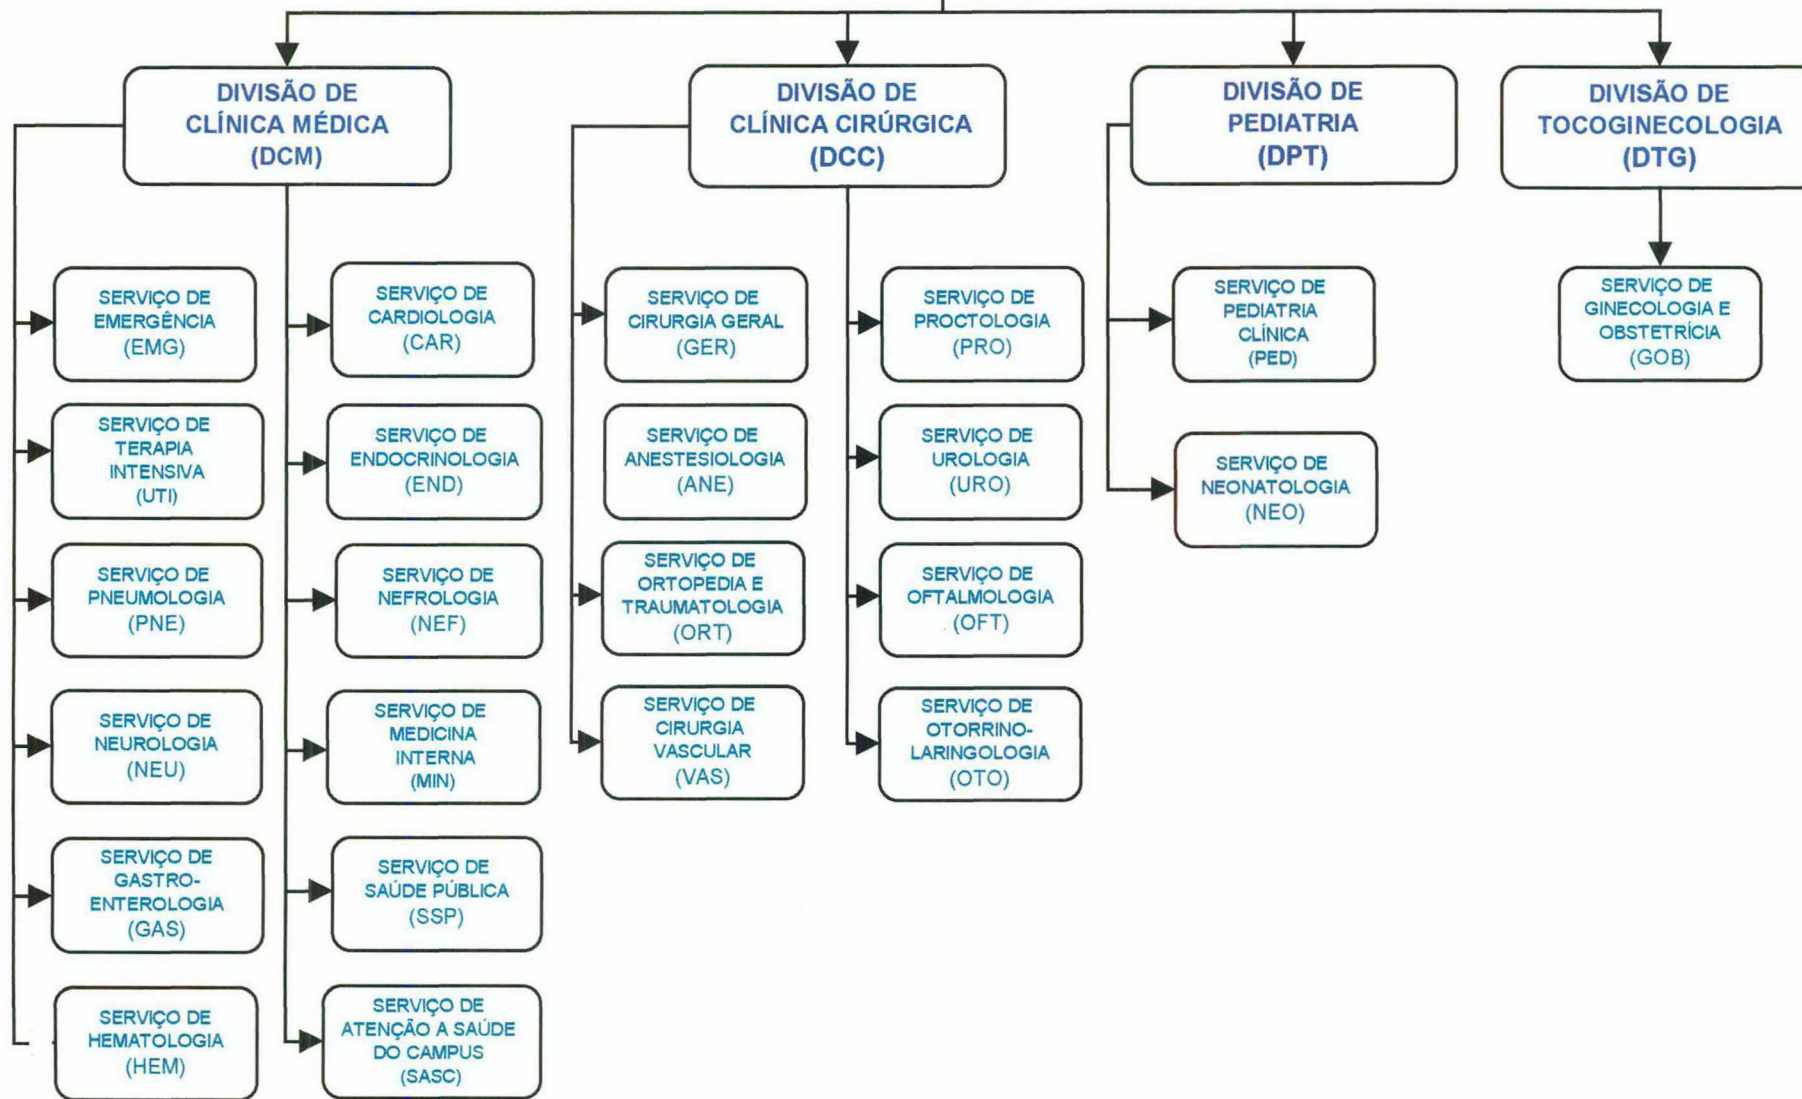 DIVISÃO DE
CLÍNICA MÉDICA
(DCM)
DIVISÃO DE
CLÍNICA CIRÚRGICA
(DCC)
DIVISÃO DE
PEDIATRIA
(DPT)
DIVISÃO DE
TOCOGINECOLOGIA
(DTG)
SERVIÇO DE
EMERGÊNCIA
(EMG)
SERVIÇO DE
CARDIOLOGIA
(CAR)
SERVIÇO DE
CIRURGIA GERAL
(GER)
SERVIÇO DE
PROCTOLOGIA
(PRO)
SERVIÇO DE
PEDIATRIA
CLÍNICA
(PED)
SERVIÇO DE
GINECOLOGIA E
OBSTETRÍCIA
(GOB)
SERVIÇO DE
TERAPIA
INTENSIVA
(UTI)
SERVIÇO DE
ENDOCRINOLOGIA
(END)
SERVIÇO DE
ANESTESIOLOGIA
(ANE)
SERVIÇO DE
UROLOGIA
(URO)
SERVIÇO DE
NEONATOLOGIA
(NEO)
SERVIÇO DE
PNEUMOLOGIA
(PNE)
SERVIÇO DE
NEFROLOGIA
(NEF)
SERVIÇO DE
ORTOPEDIA E
TRAUMATOLOGIA
(ORT)
SERVIÇO DE
OFTALMOLOGIA
(OFT)
SERVIÇO DE
NEUROLOGIA
(NEU)
SERVIÇO DE
MEDICINA
INTERNA
(MIN)
SERVIÇO DE
CIRURGIA
VASCULAR
(VAS)
SERVIÇO DE
OTORRINO-
LARINGOLOGIA
(OTO)
SERVIÇO DE
GASTRO-
ENTEROLOGIA
(GAS)
SERVIÇO DE
SAÚDE PÚBLICA
(SSP)
SERVIÇO DE
HEMATOLOGIA
(HEM)
SERVIÇO DE
ATENÇÃO A SAÚDE
DO CAMPUS
(SASC)